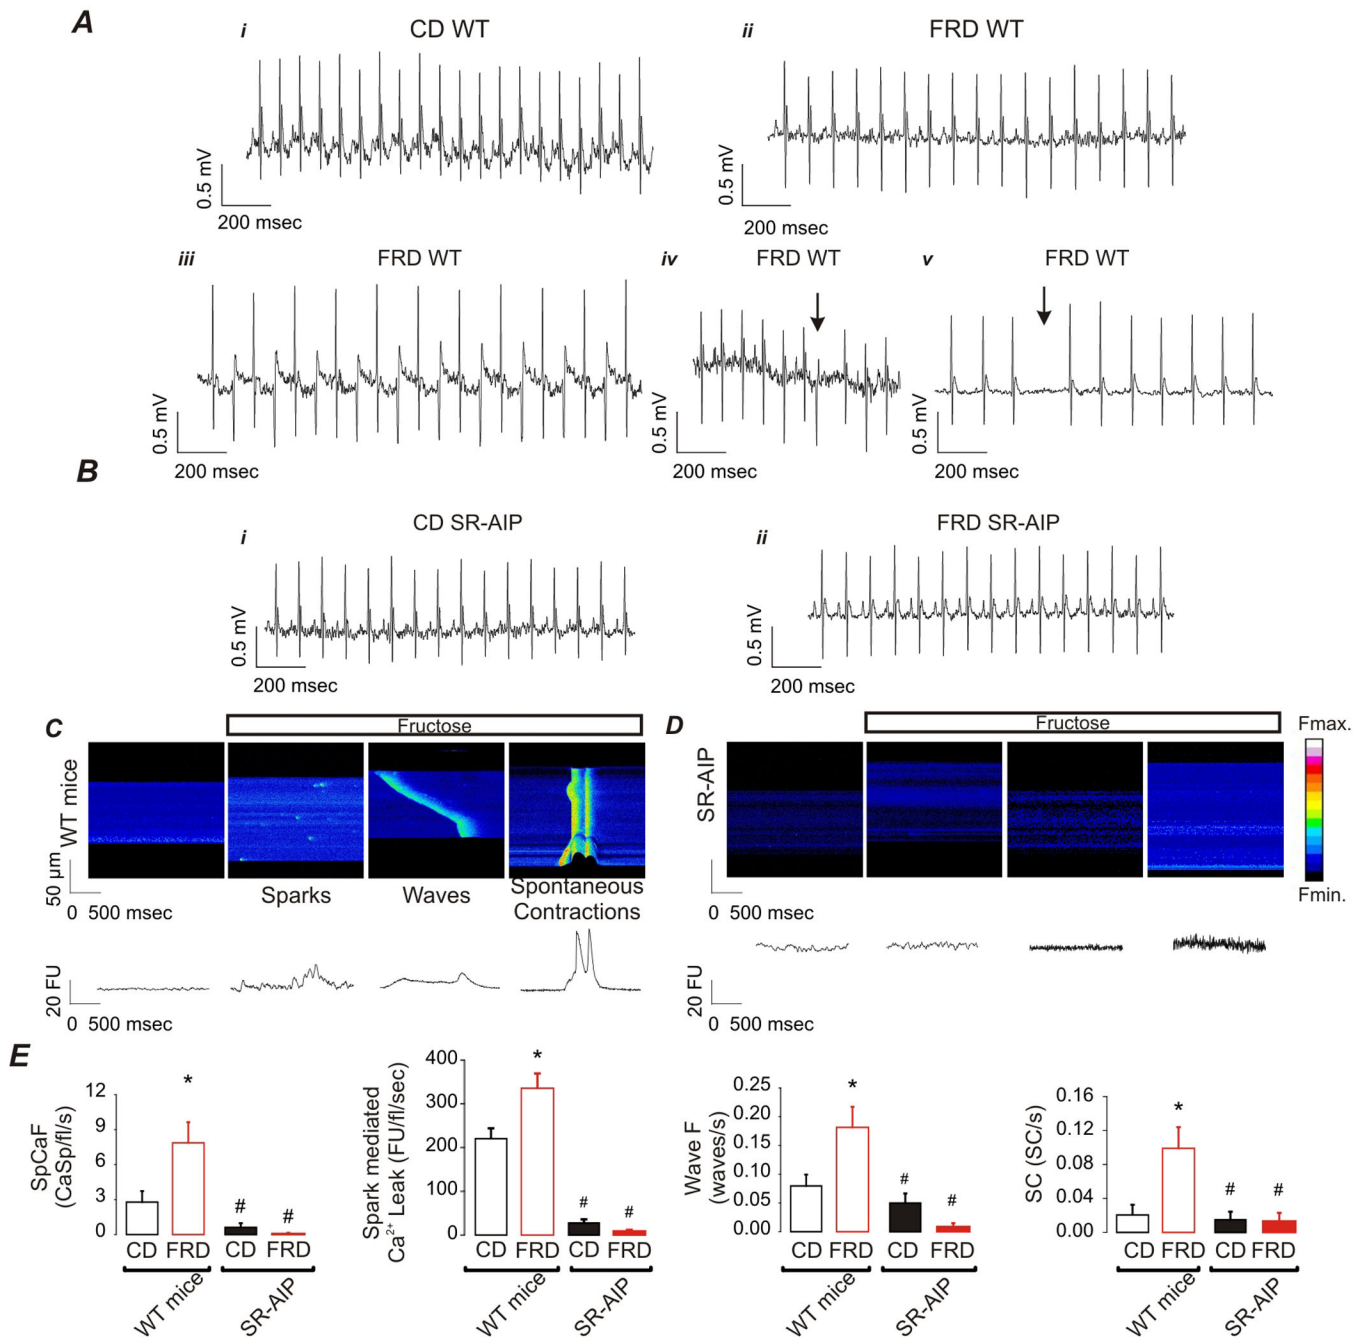 A
i CD WT
ii FRD WT
0.5 mV
200 msec
0.5 mV
200 msec
iii FRD WT
iv FRD WT
v FRD WT
0.5 mV
200 msec
0.5 mV
200 msec
0.5 mV
200 msec
B
i CD SR-AIP
ii FRD SR-AIP
0.5 mV
200 msec
0.5 mV
200 msec
C
Fructose
WT mice
50 µm
0 500 msec
Sparks
Waves
Spontaneous
Contractions
20 FU
0 500 msec
D
Fructose
SR-AIP
0 500 msec
Fmax.
Fmin.
20 FU
0 500 msec
E
SpCaF
(CaSp/fl/s)
12
9
6
3
0
*
#
#
CD FRD CD FRD
WT mice
SR-AIP
Spark mediated
Ca²⁺ Leak (FU/fl/sec)
400
300
200
100
0
*
#
#
CD FRD CD FRD
WT mice
SR-AIP
Wave F
(waves/s)
0.25
0.20
0.15
0.10
0.05
0.00
*
#
#
CD FRD CD FRD
WT mice
SR-AIP
SC (SC/s)
0.16
0.12
0.08
0.04
0.00
*
#
#
CD FRD CD FRD
WT mice
SR-AIP